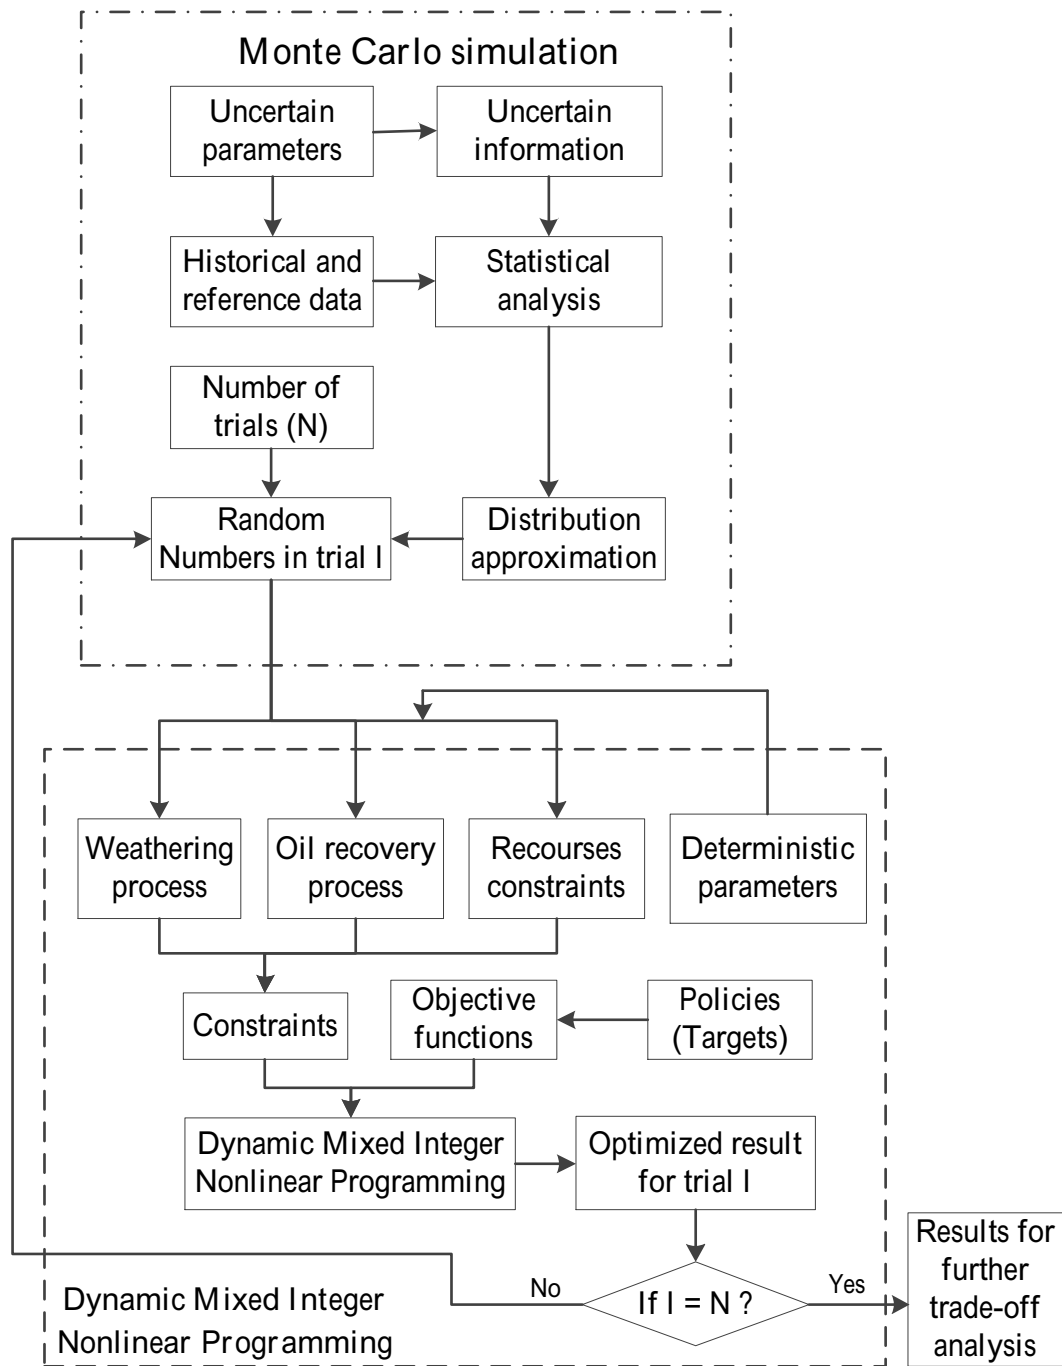 Monte Carlo simulation
Uncertain
parameters
Uncertain
information
Historical and
reference data
Statistical
analysis
Number of
trials (N)
Random
Numbers in trial I
Distribution
approximation
Weathering
process
Oil recovery
process
Recourses
constraints
Deterministic
parameters
Constraints
Objective
functions
Policies
(Targets)
Dynamic Mixed Integer
Nonlinear Programming
Optimized result
for trial I
If I = N ?
No
Yes
Results for
further
trade-off
analysis
Dynamic Mixed Integer
Nonlinear Programming